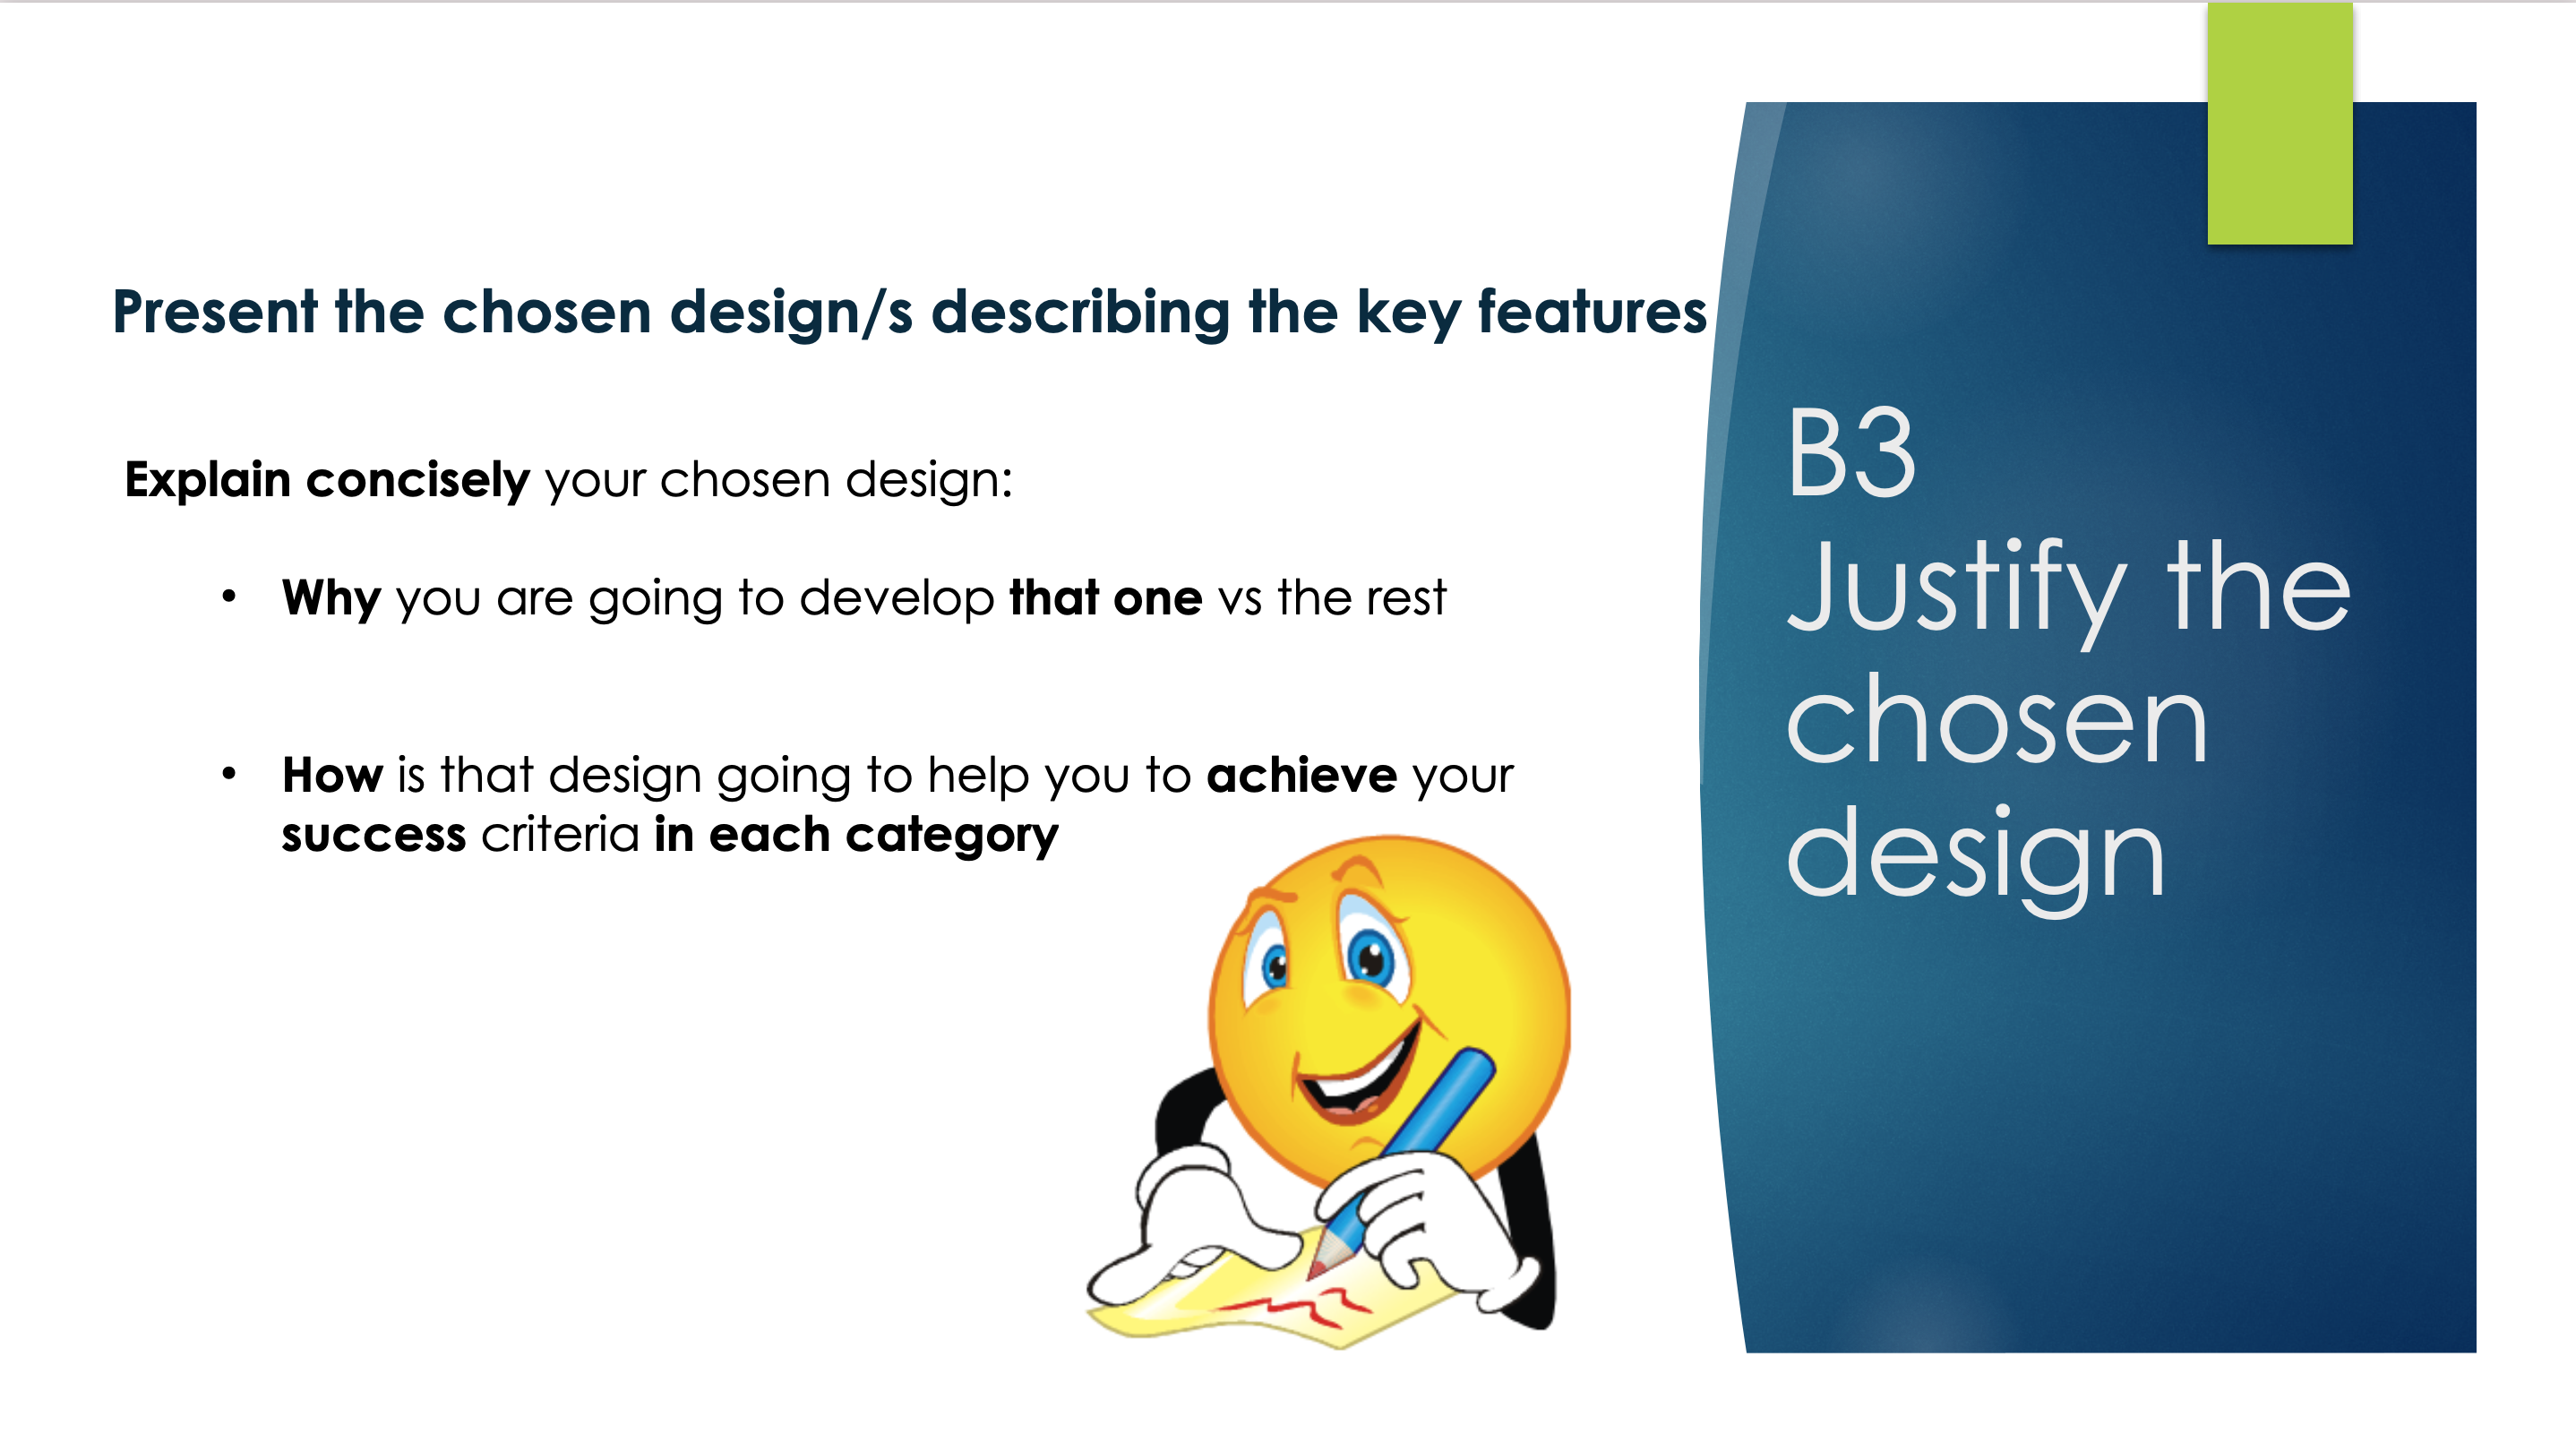 Present the chosen design/s describing the key features
Explain concisely your chosen design:
• Why you are going to develop that one vs the rest
• How is that design going to help you to achieve your
success criteria in each category
B3
Justify the
chosen
design